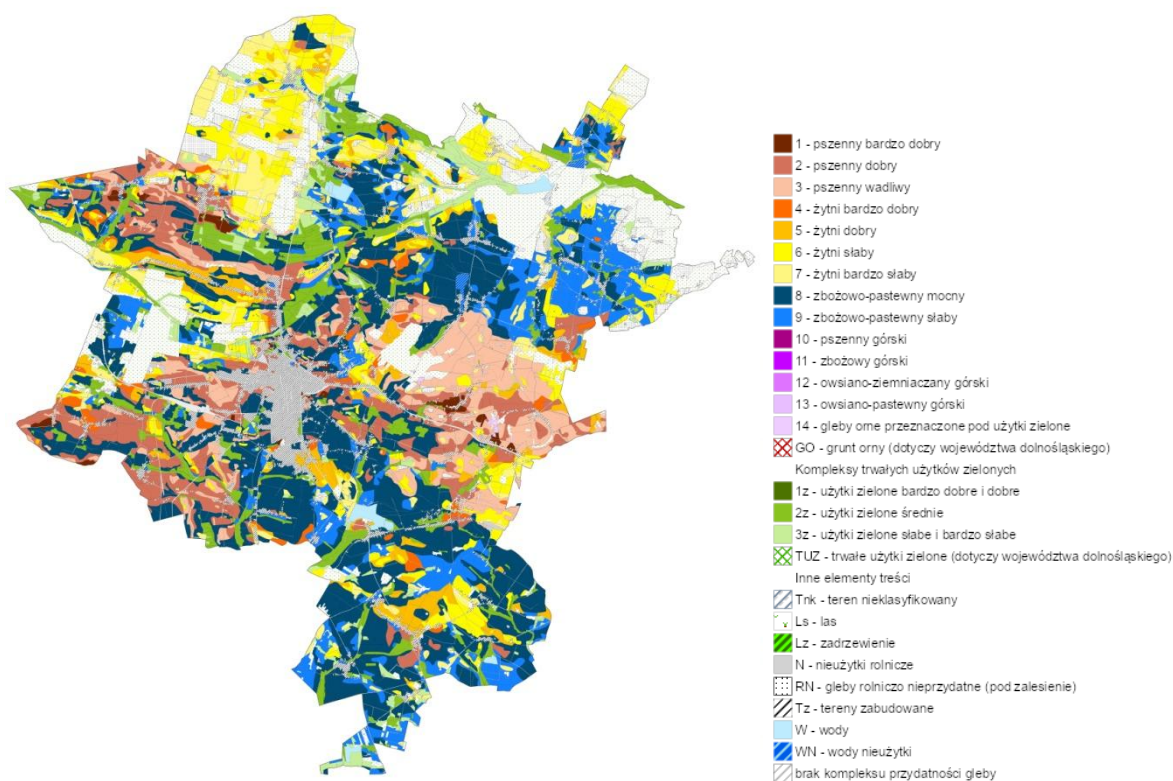 1 - pszenny bardzo dobry
2 - pszenny dobry
3 - pszenny wadliwy
4 - żytni bardzo dobry
5 - żytni dobry
6 - żytni słaby
7 - żytni bardzo słaby
8 - zbożowo-pastewny mocny
9 - zbożowo-pastewny słaby
10 - pszenny górski
11 - zbożowy górski
12 - owsiano-ziemniaczany górski
13 - owsiano-pastewny górski
14 - gleby orne przeznaczone pod użytki zielone
GO - grunt orny (dotyczy województwa dolnośląskiego)
Kompleksy trwałych użytków zielonych
1z - użytki zielone bardzo dobre i dobre
2z - użytki zielone średnie
3z - użytki zielone słabe i bardzo słabe
TUZ - trwałe użytki zielone (dotyczy województwa dolnośląskiego)
Inne elementy treści
Tnk - teren nieklasyfikowany
Ls - las
Lz - zadrzewienie
N - nieużytki rolnicze
RN - gleby rolniczo nieprzydatne (pod zalesienie)
Tz - tereny zabudowane
W - wody
WN - wody nieużytki
brak kompleksu przydatności gleby